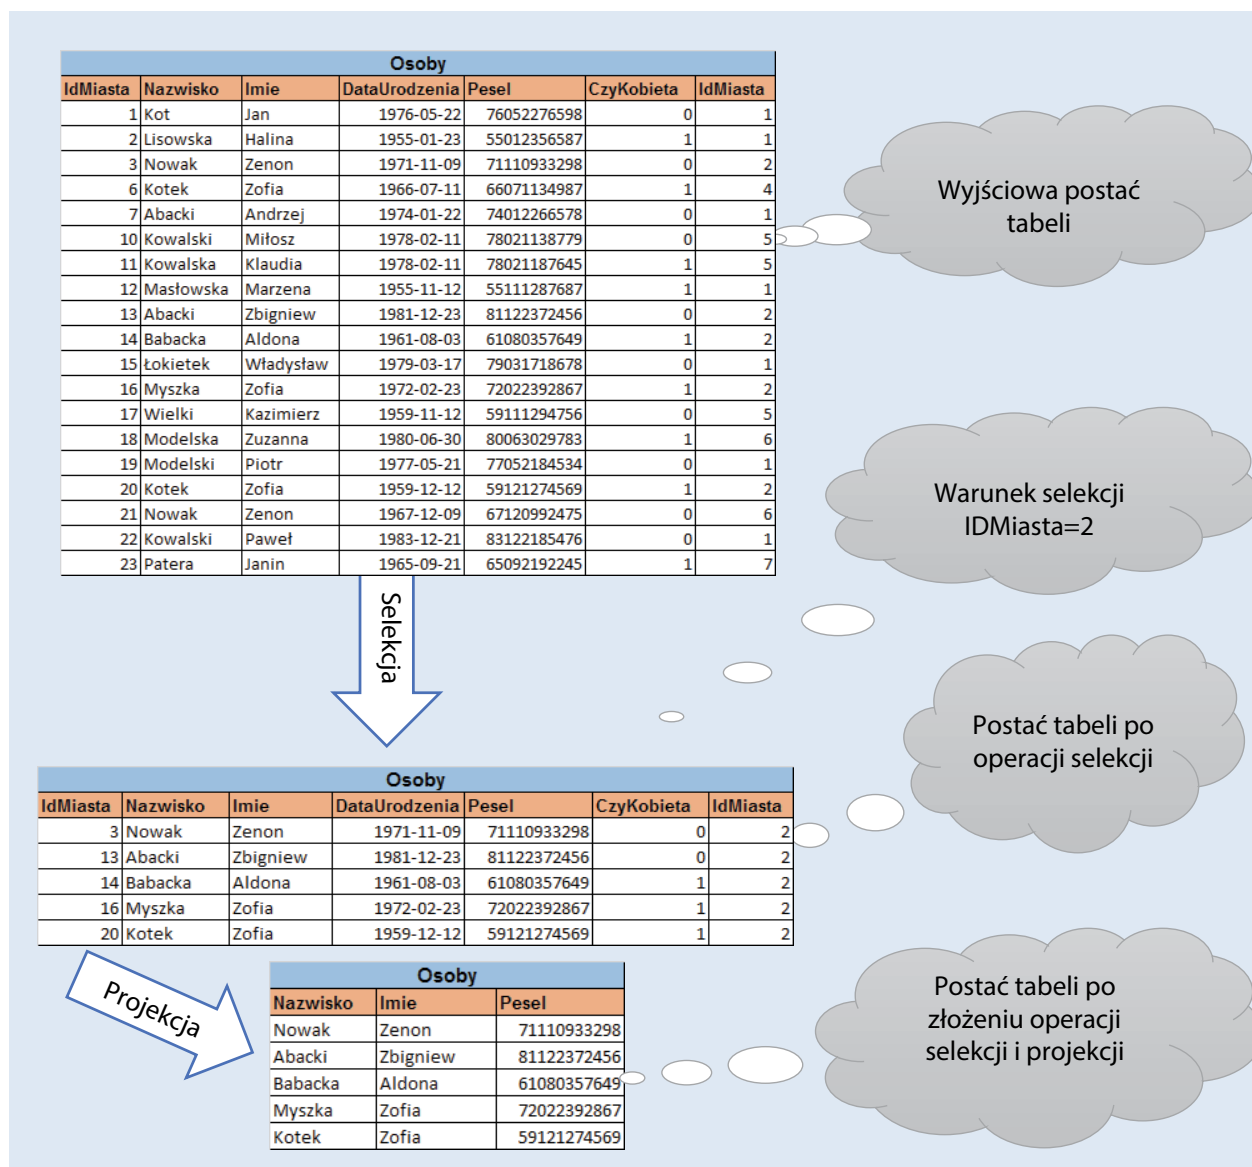 Osoby
IdMiasta Nazwisko Imie DataUrodzenia Pesel CzyKobieta IdMiasta
1 Kot Jan 1976-05-22 76052276598 0 1
2 Lisowska Halina 1955-01-23 55012356587 1 1
3 Nowak Zenon 1971-11-09 71110933298 0 2
6 Kotek Zofia 1966-07-11 66071134987 1 4
7 Abacki Andrzej 1974-01-22 74012266578 0 1
10 Kowalski Miłosz 1978-02-11 78021138779 0 5
11 Kowalska Klaudia 1978-02-11 78021187645 1 5
12 Masłowska Marzena 1955-11-12 55111287687 1 1
13 Abacki Zbigniew 1981-12-23 81122372456 0 2
14 Babacka Aldona 1961-08-03 61080357649 1 2
15 Łokietek Władysław 1979-03-17 79031718678 0 1
16 Myszka Zofia 1972-02-23 72022392867 1 2
17 Wielki Kazimierz 1959-11-12 59111294756 0 5
18 Modelska Zuzanna 1980-06-30 80063029783 1 6
19 Modelski Piotr 1977-05-21 77052184534 0 1
20 Kotek Zofia 1959-12-12 59121274569 1 2
21 Nowak Zenon 1967-12-09 67120992475 0 6
22 Kowalski Paweł 1983-12-21 83122185476 0 1
23 Patera Janin 1965-09-21 65092192245 1 7
Wyjściowa postać
tabeli
Warunek selekcji
IDMiasta=2
Selekcja
Postać tabeli po
operacji selekcji
Osoby
IdMiasta Nazwisko Imie DataUrodzenia Pesel CzyKobieta IdMiasta
3 Nowak Zenon 1971-11-09 71110933298 0 2
13 Abacki Zbigniew 1981-12-23 81122372456 0 2
14 Babacka Aldona 1961-08-03 61080357649 1 2
16 Myszka Zofia 1972-02-23 72022392867 1 2
20 Kotek Zofia 1959-12-12 59121274569 1 2
Projekcja
Osoby
Nazwisko Imie Pesel
Nowak Zenon 71110933298
Abacki Zbigniew 81122372456
Babacka Aldona 61080357649
Myszka Zofia 72022392867
Kotek Zofia 59121274569
Postać tabeli po
złożeniu operacji
selekcji i projekcji